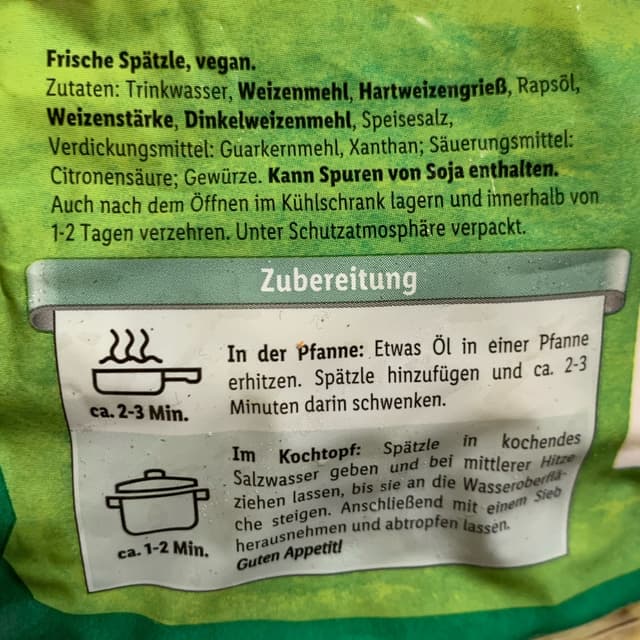 Frische Spätzle, vegan.
Zutaten: Trinkwasser, Weizenmehl, Hartweizengrieß, Rapsöl,
Weizenstärke, Dinkelweizenmehl, Speisesalz,
Verdickungsmittel: Guarkernmehl, Xanthan; Säuerungsmittel:
Citronensäure; Gewürze. Kann Spuren von Soja enthalten.
Auch nach dem Öffnen im Kühlschrank lagern und innerhalb von
1-2 Tagen verzehren. Unter Schutzatmosphäre verpackt.
Zubereitung
ca. 2-3 Min.
In der Pfanne: Etwas Öl in einer Pfanne
erhitzen. Spätzle hinzufügen und ca. 2-3
Minuten darin schwenken.
ca. 1-2 Min.
Im Kochtopf: Spätzle in kochendes
Salzwasser geben und bei mittlerer Hitze
ziehen lassen, bis sie an die Wasseroberflä-
che steigen. Anschließend mit einem Sieb
herausnehmen und abtropfen lassen.
Guten Appetit!